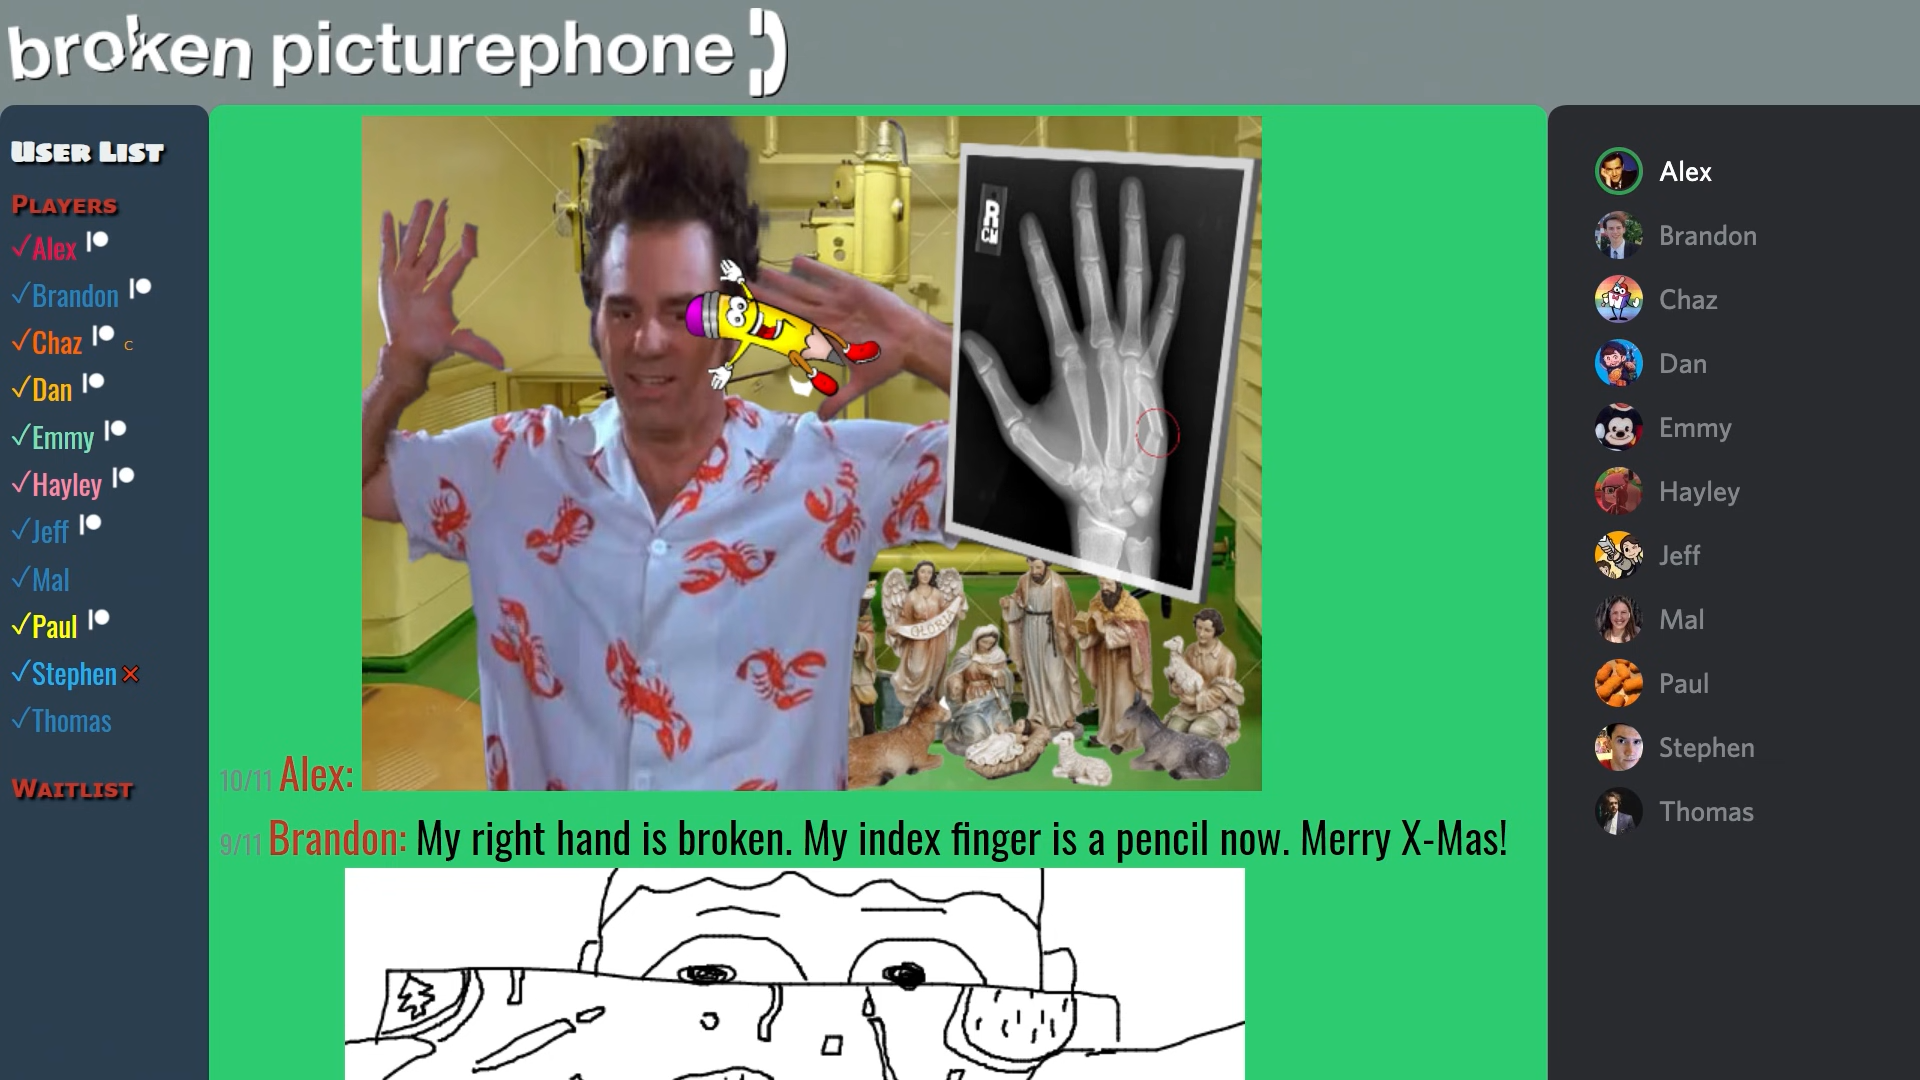 broken picturephone
User List
Players
✓Alex
✓Brandon
✓Chaz c
✓Dan
✓Emmy
✓Hayley
✓Jeff
✓Mal
✓Paul
✓Stephen ✕
✓Thomas
Waitlist
R
CM
GLORIA
10/11 Alex:
9/11 Brandon: My right hand is broken. My index finger is a pencil now. Merry X-Mas!
Alex
Brandon
Chaz
Dan
Emmy
Hayley
Jeff
Mal
Paul
Stephen
Thomas